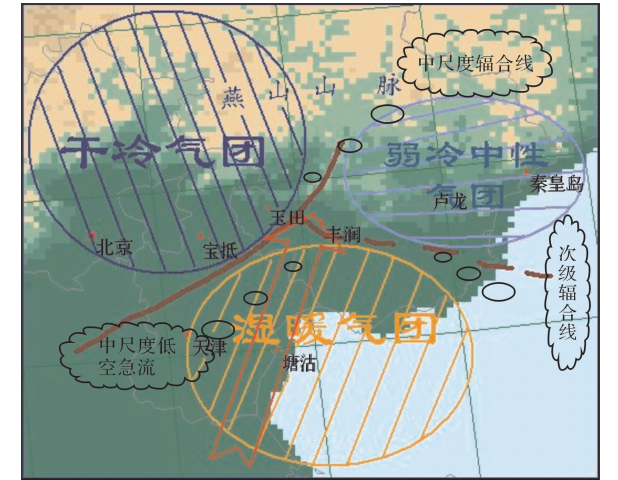 中尺度辐合线
燕山山脉
干冷气团
弱冷中性
气团
秦皇岛
卢龙
玉田
丰润
北京
宝抵
次级辐合线
湿暖气团
中尺度低
空急流
天津
塘沽